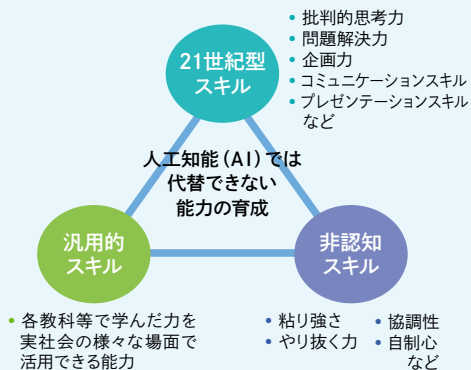 21世紀型
スキル
• 批判的思考力
• 問題解決力
• 企画力
• コミュニケーションスキル
• プレゼンテーションスキル
など
人工知能(AI)では
代替できない
能力の育成
汎用的
スキル
• 各教科等で学んだ力を
実社会の様々な場面で
活用できる能力
非認知
スキル
• 粘り強さ
• やり抜く力
• 協調性
• 自制心
など